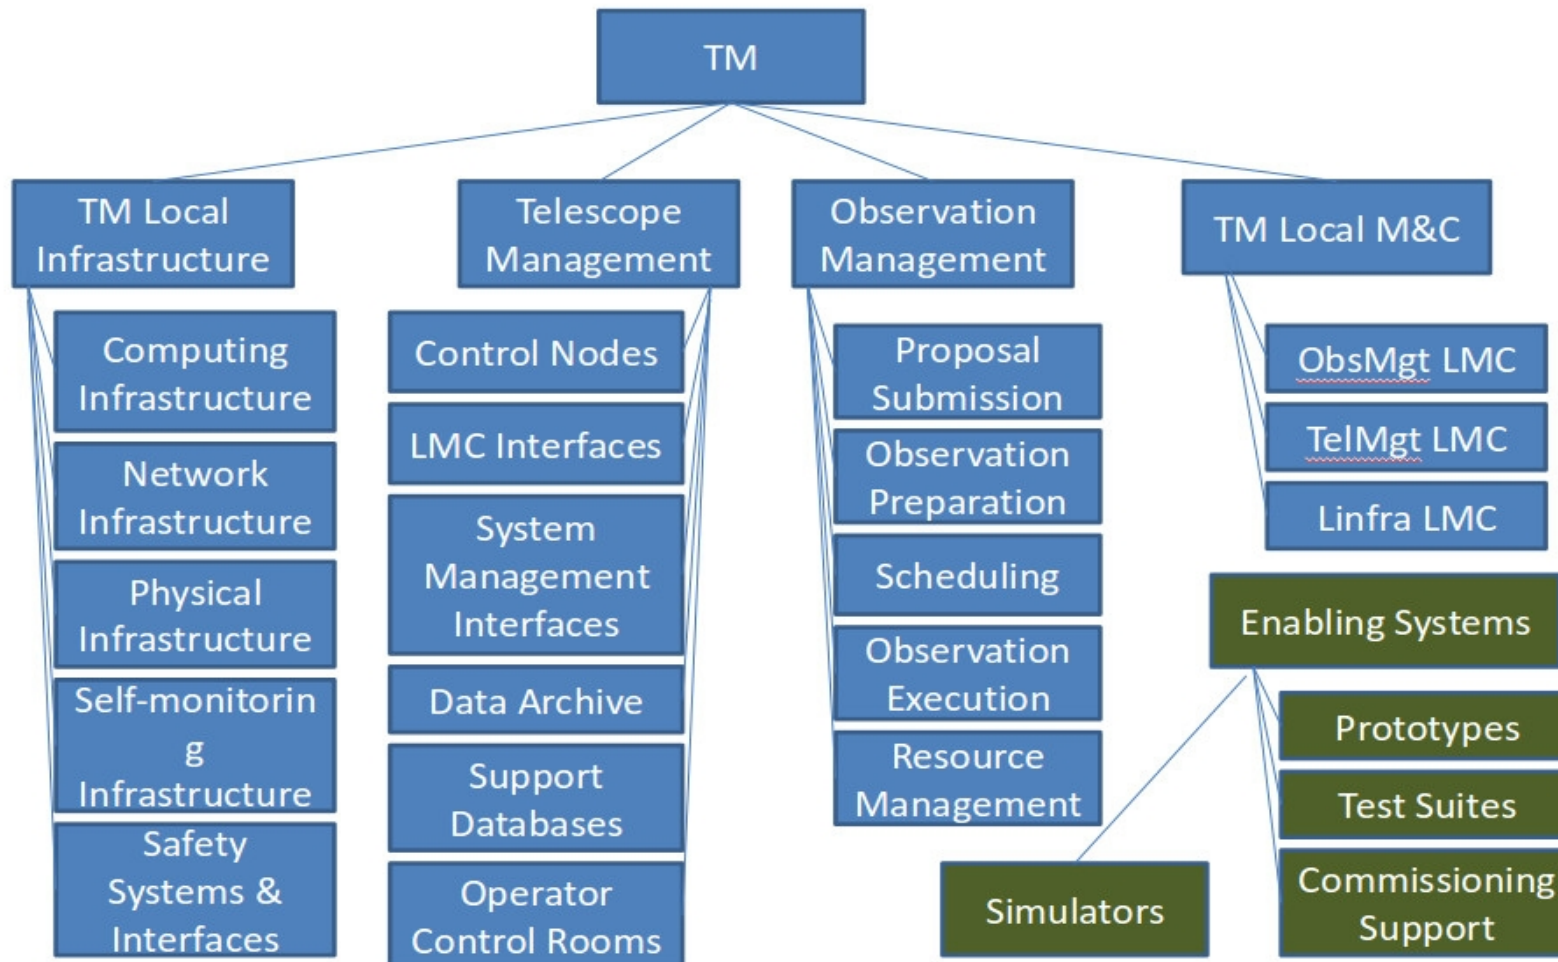 TM
TM Local
Infrastructure
Computing
Infrastructure
Network
Infrastructure
Physical
Infrastructure
Self-monitorin
g
Infrastructure
Safety
Systems &
Interfaces
Telescope
Management
Control Nodes
LMC Interfaces
System
Management
Interfaces
Data Archive
Support
Databases
Operator
Control Rooms
Observation
Management
Proposal
Submission
Observation
Preparation
Scheduling
Observation
Execution
Resource
Management
TM Local M&C
ObsMgt LMC
TelMgt LMC
Linfra LMC
Enabling Systems
Prototypes
Test Suites
Commissioning
Support
Simulators